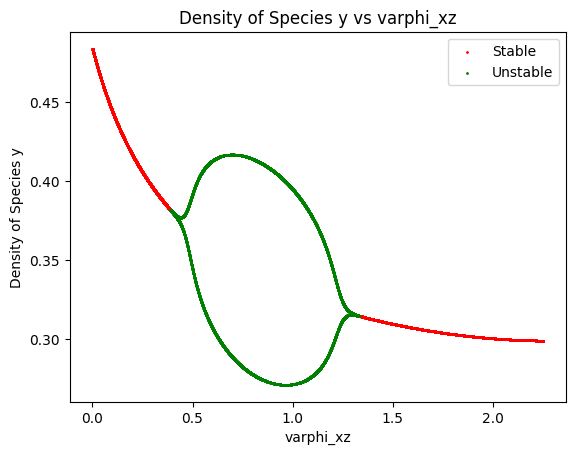 Density of Species y vs varphi_xz
Stable
Unstable
Density of Species y
0.45
0.40
0.35
0.30
0.0
0.5
1.0
1.5
2.0
varphi_xz